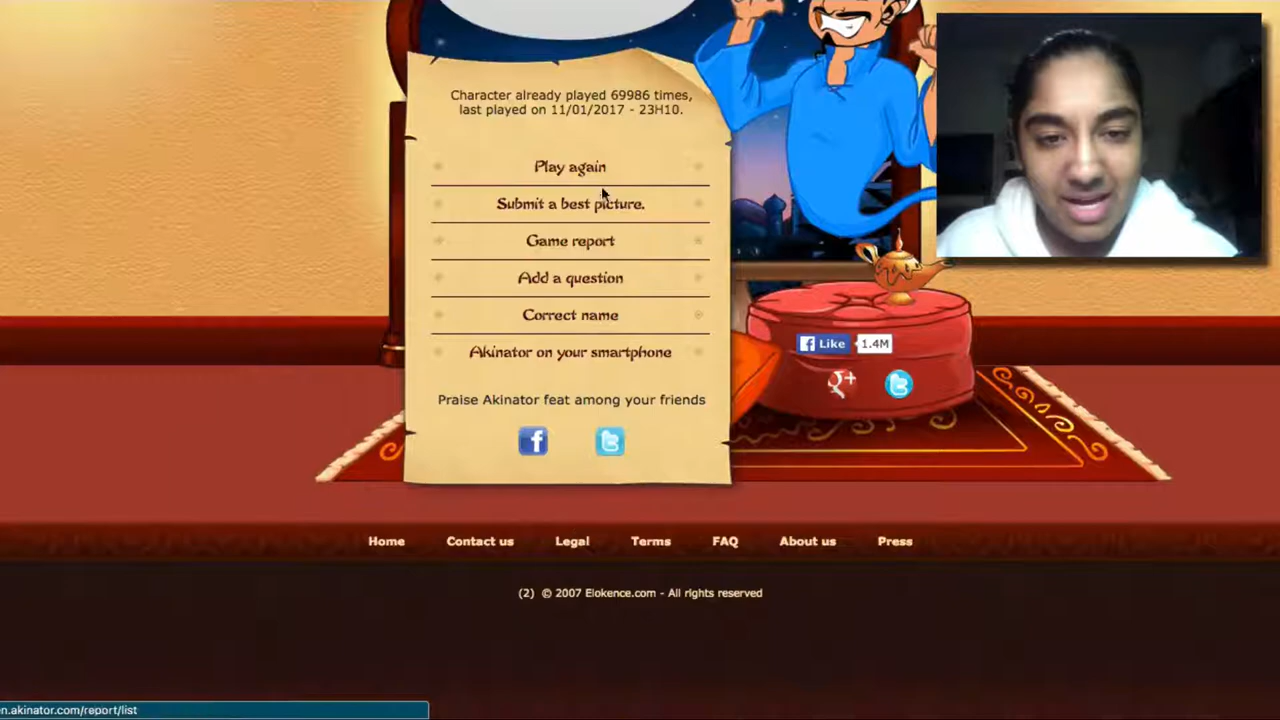 Character already played 69986 times,
last played on 11/01/2017 - 23H10.
Play again
Submit a best picture.
Game report
Add a question
Correct name
Akinator on your smartphone
Praise Akinator feat among your friends
Like 1.4M
Home Contact us Legal Terms FAQ About us Press
(2) © 2007 Elokence.com - All rights reserved
n.akinator.com/report/list